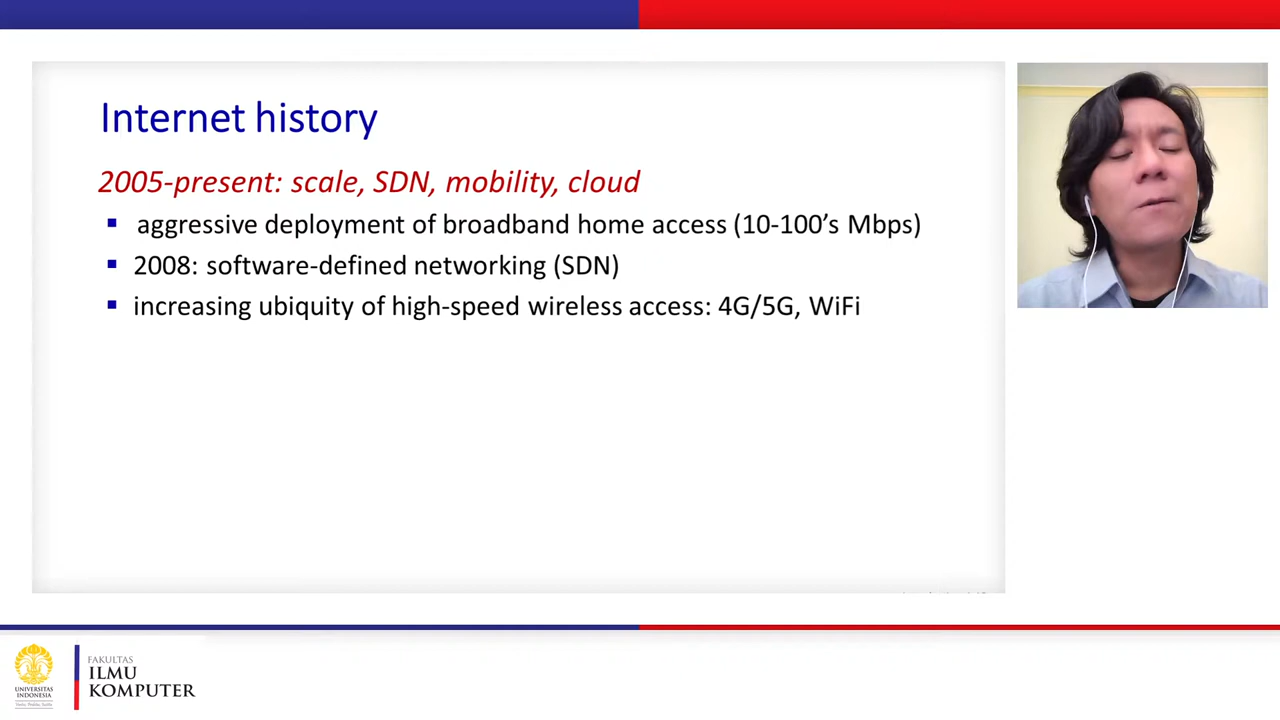 Internet history
2005-present: scale, SDN, mobility, cloud
▪ aggressive deployment of broadband home access (10-100’s Mbps)
▪ 2008: software-defined networking (SDN)
▪ increasing ubiquity of high-speed wireless access: 4G/5G, WiFi
UNIVERSITAS
INDONESIA
FAKULTAS
ILMU
KOMPUTER